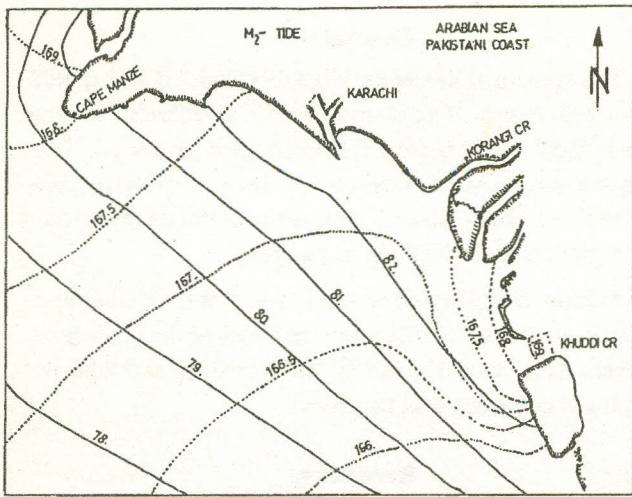 M₂- TIDE
ARABIAN SEA
PAKISTANI COAST
N
169.
CAPE MANZE
KARACHI
KORANGI CR
166.
167.5
167.
82.
81.
80.
167.5
168.
169.
KHUDDI CR
79.
166.5
78.
166.